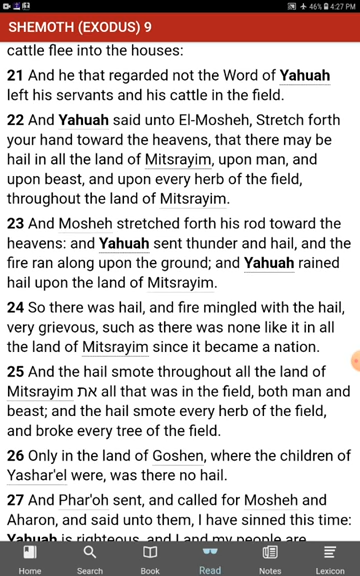 46% 4:27 PM
SHEMOTH (EXODUS) 9
cattle flee into the houses:
21 And he that regarded not the Word of Yahuah
left his servants and his cattle in the field.
22 And Yahuah said unto El-Mosheh, Stretch forth
your hand toward the heavens, that there may be
hail in all the land of Mitsrayim, upon man, and
upon beast, and upon every herb of the field,
throughout the land of Mitsrayim.
23 And Mosheh stretched forth his rod toward the
heavens: and Yahuah sent thunder and hail, and the
fire ran along upon the ground; and Yahuah rained
hail upon the land of Mitsrayim.
24 So there was hail, and fire mingled with the hail,
very grievous, such as there was none like it in all
the land of Mitsrayim since it became a nation.
25 And the hail smote throughout all the land of
Mitsrayim את all that was in the field, both man and
beast; and the hail smote every herb of the field,
and broke every tree of the field.
26 Only in the land of Goshen, where the children of
Yashar'el were, was there no hail.
27 And Phar'oh sent, and called for Mosheh and
Aharon, and said unto them, I have sinned this time:
Yahuah is righteous, and I and my people are
Home Search Book Read Notes Lexicon